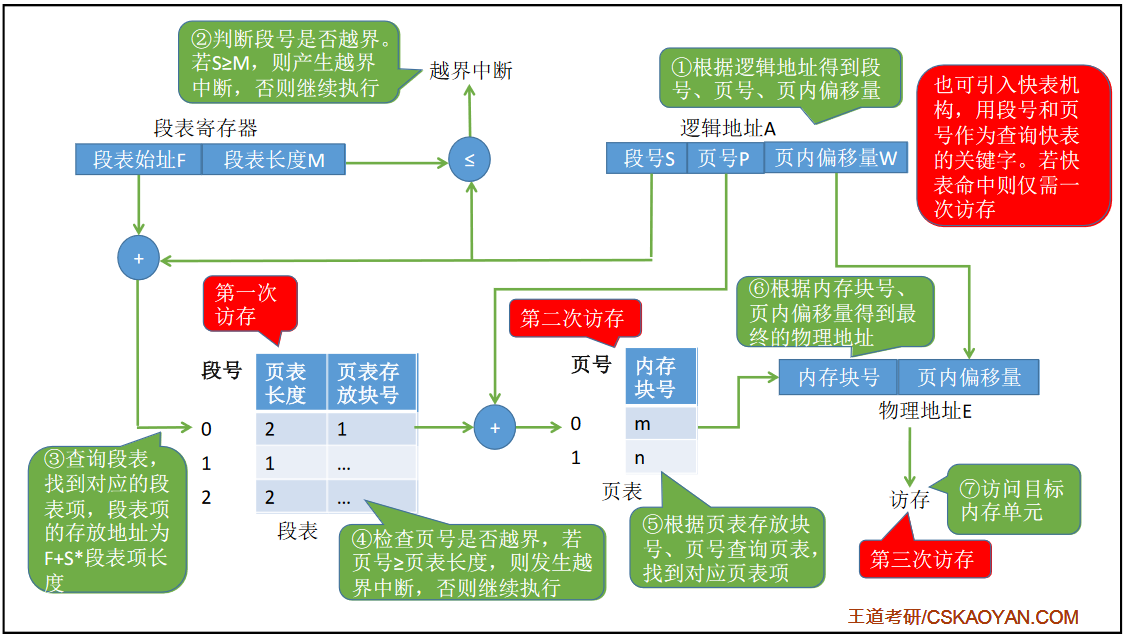 ②判断段号是否越界。
若S≥M，则产生越界
中断，否则继续执行
越界中断
①根据逻辑地址得到段
号、页号、页内偏移量
也可引入快表机
构，用段号和页
号作为查询快表
的关键字。若快
表命中则仅需一
次访存
段表寄存器
段表始址F
段表长度M
≤
逻辑地址A
段号S
页号P
页内偏移量W
+
第一次
访存
第二次访存
⑥根据内存块号、
页内偏移量得到最
终的物理地址
段号
页表
长度
页表存
放块号
0
2
1
1
1
...
2
2
...
段表
+
页号
内存
块号
0
m
1
n
页表
内存块号
页内偏移量
物理地址E
③查询段表，
找到对应的段
表项，段表项
的存放地址为
F+S*段表项长
度
④检查页号是否越界，若
页号≥页表长度，则发生越
界中断，否则继续执行
⑤根据页表存放块
号、页号查询页表，
找到对应页表项
访存
⑦访问目标
内存单元
第三次访存
王道考研/CSKAOYAN.COM